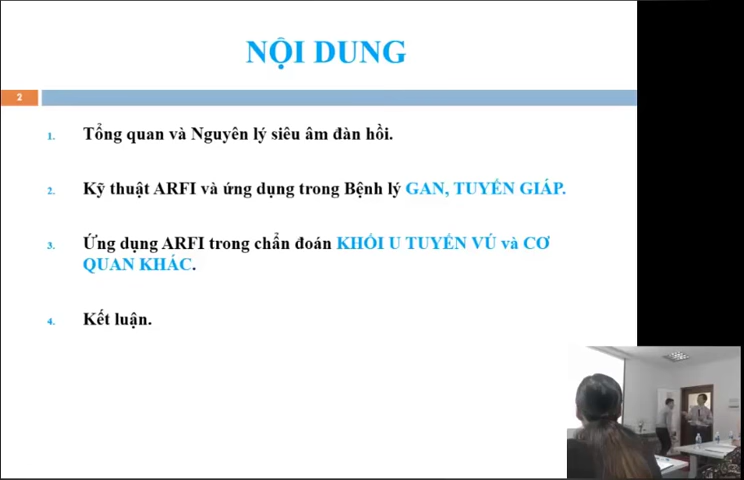 NỘI DUNG
2
1. Tổng quan và Nguyên lý siêu âm đàn hồi.
2. Kỹ thuật ARFI và ứng dụng trong Bệnh lý GAN, TUYẾN GIÁP.
3. Ứng dụng ARFI trong chẩn đoán KHỐI U TUYẾN VÚ và CƠ
QUAN KHÁC.
4. Kết luận.